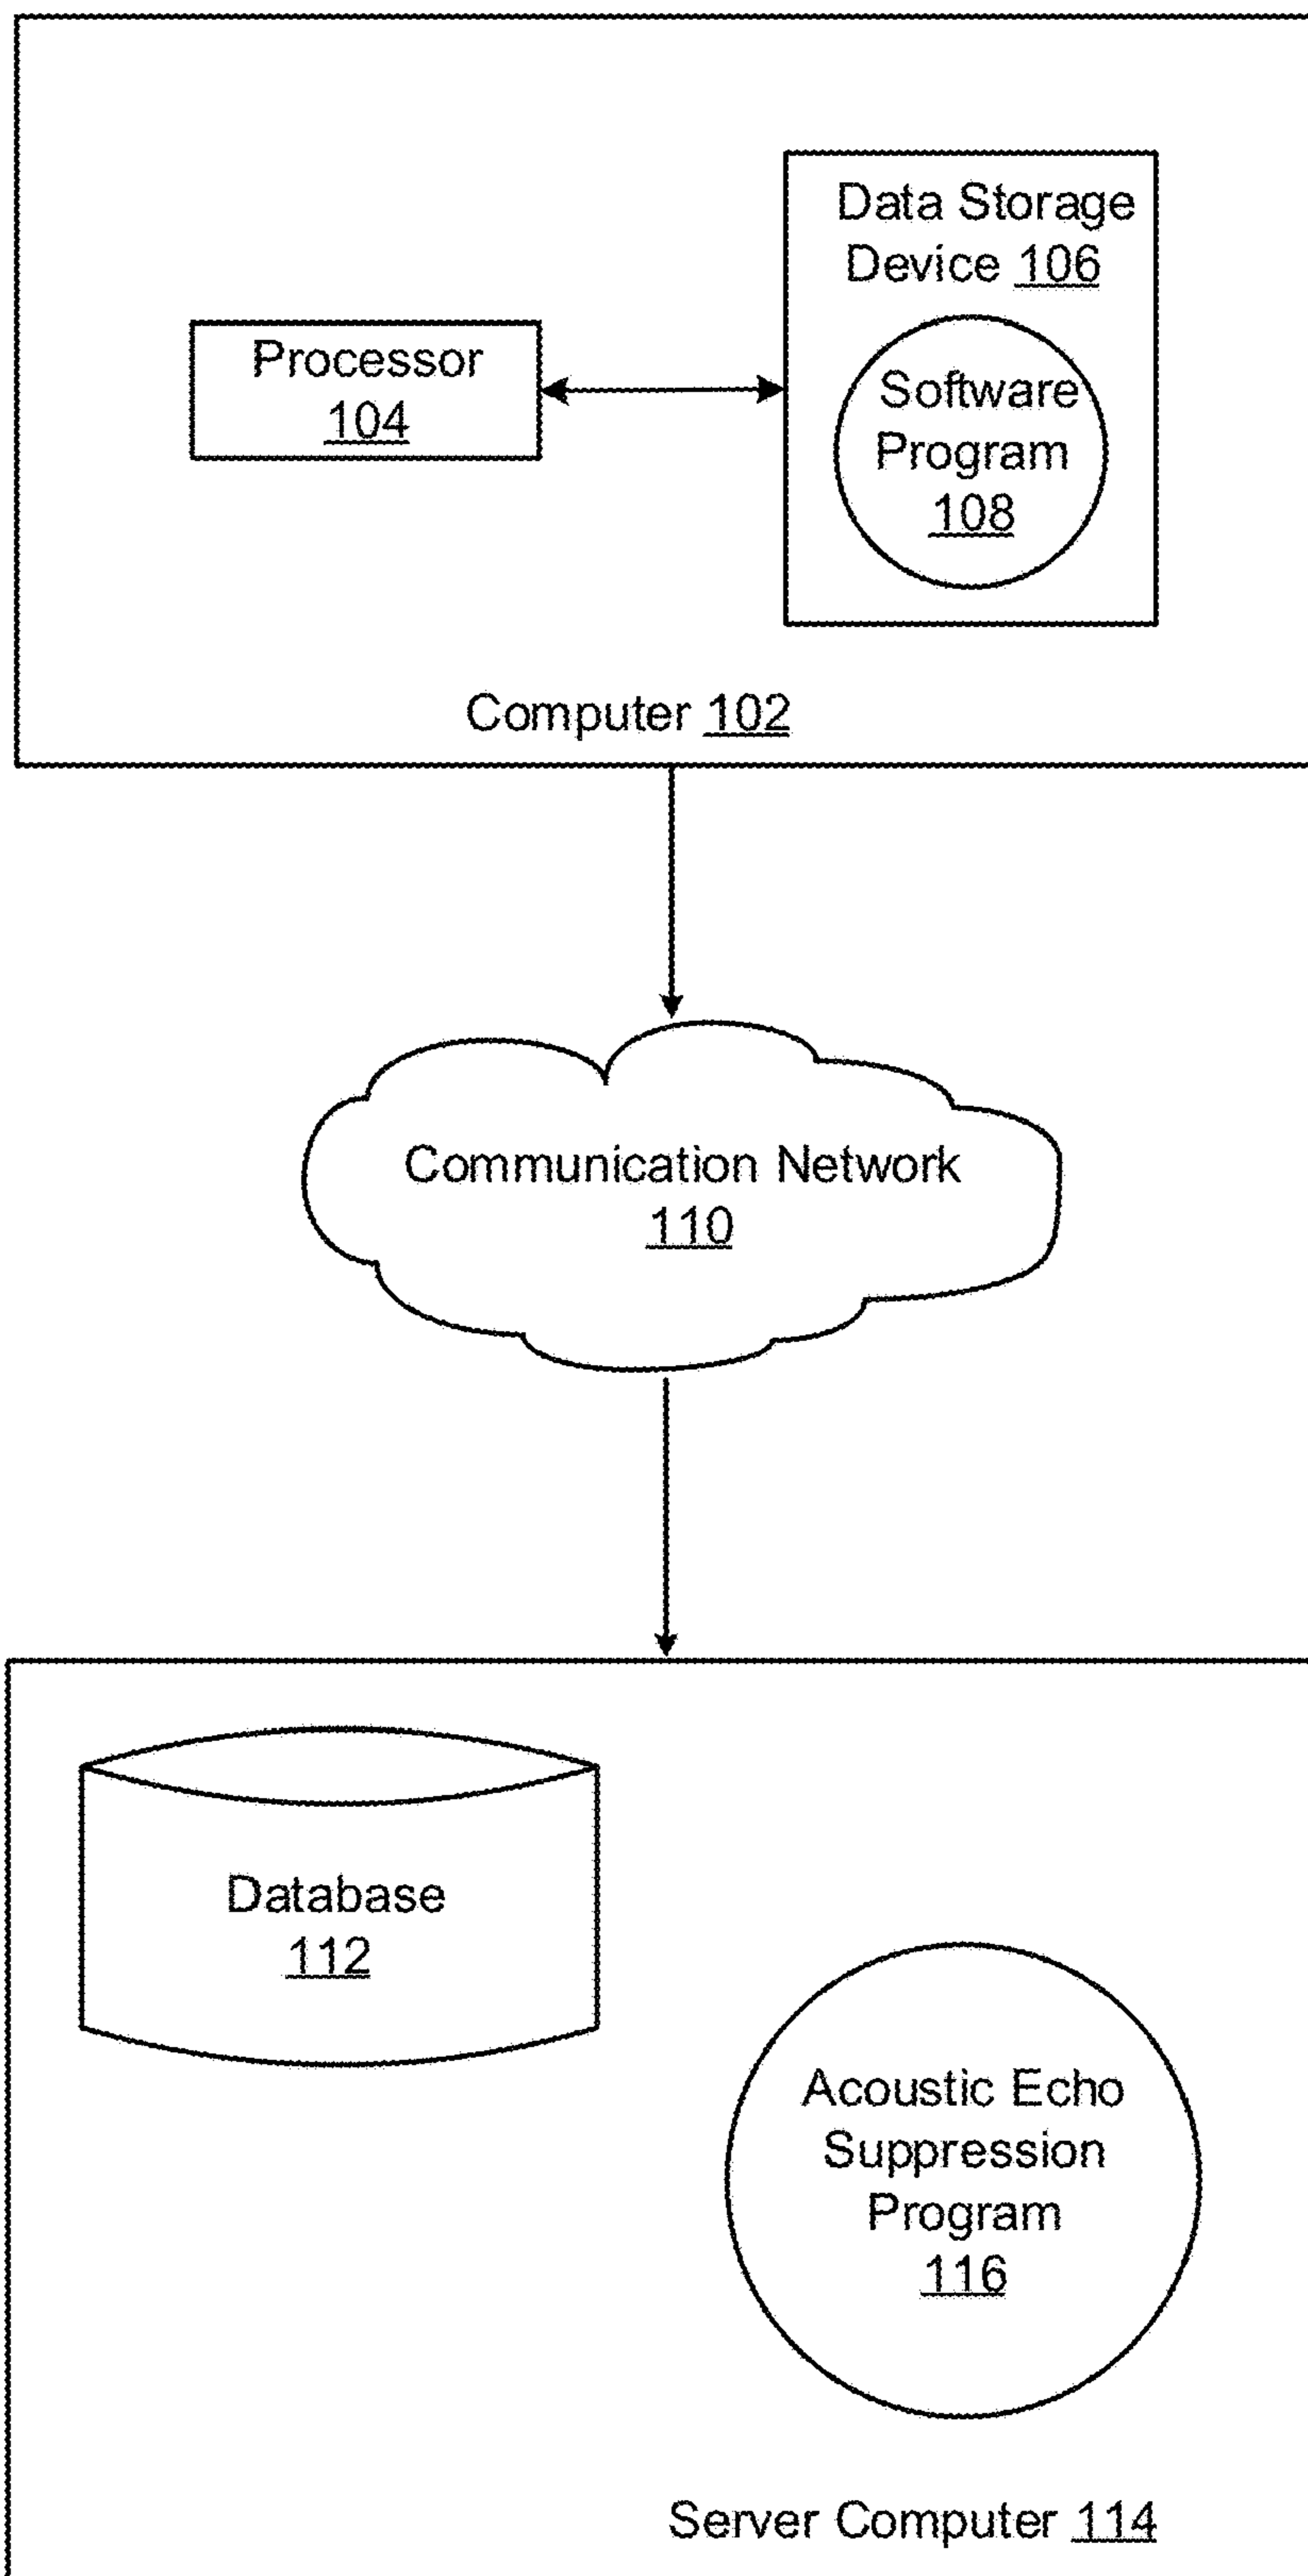 Data Storage
Device 106
Processor
104
Software
Program
108
Computer 102
Communication Network
110
Database
112
Acoustic Echo
Suppression
Program
116
Server Computer 114